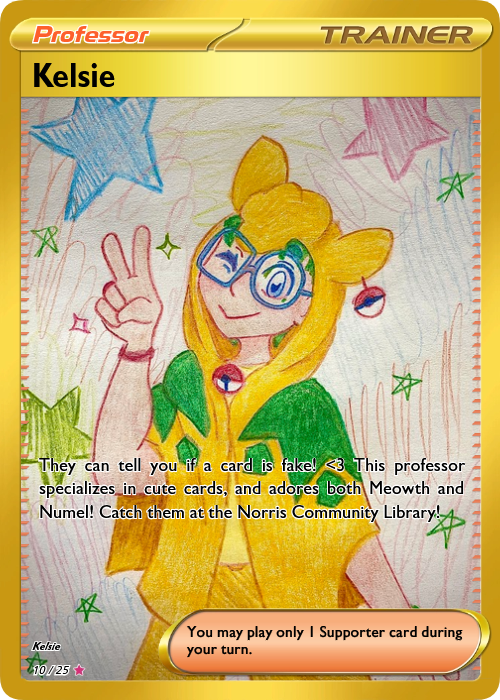 Professor
TRAINER
Kelsie
They can tell you if a card is fake! <3 This professor
specializes in cute cards, and adores both Meowth and
Numel! Catch them at the Norris Community Library!
You may play only 1 Supporter card during
your turn.
Kelsie
10/25